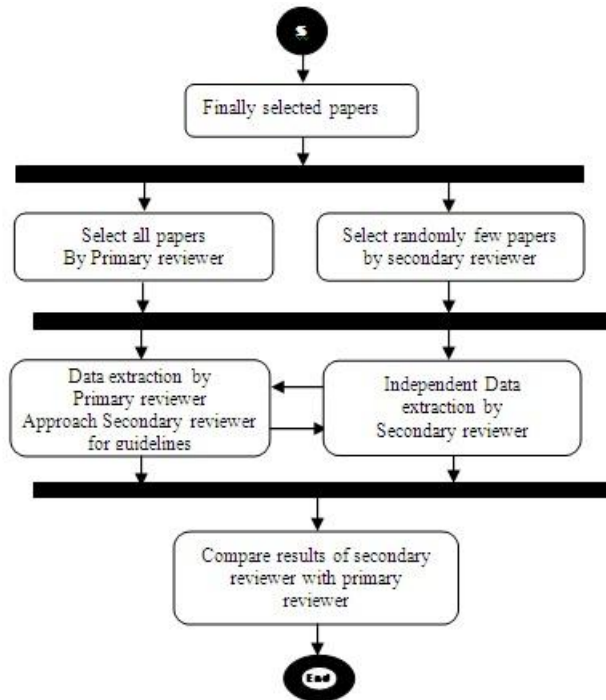 S
Finally selected papers
Select all papers
By Primary reviewer
Select randomly few papers
by secondary reviewer
Data extraction by
Primary reviewer
Approach Secondary reviewer
for guidelines
Independent Data
extraction by
Secondary reviewer
Compare results of secondary
reviewer with primary
reviewer
End